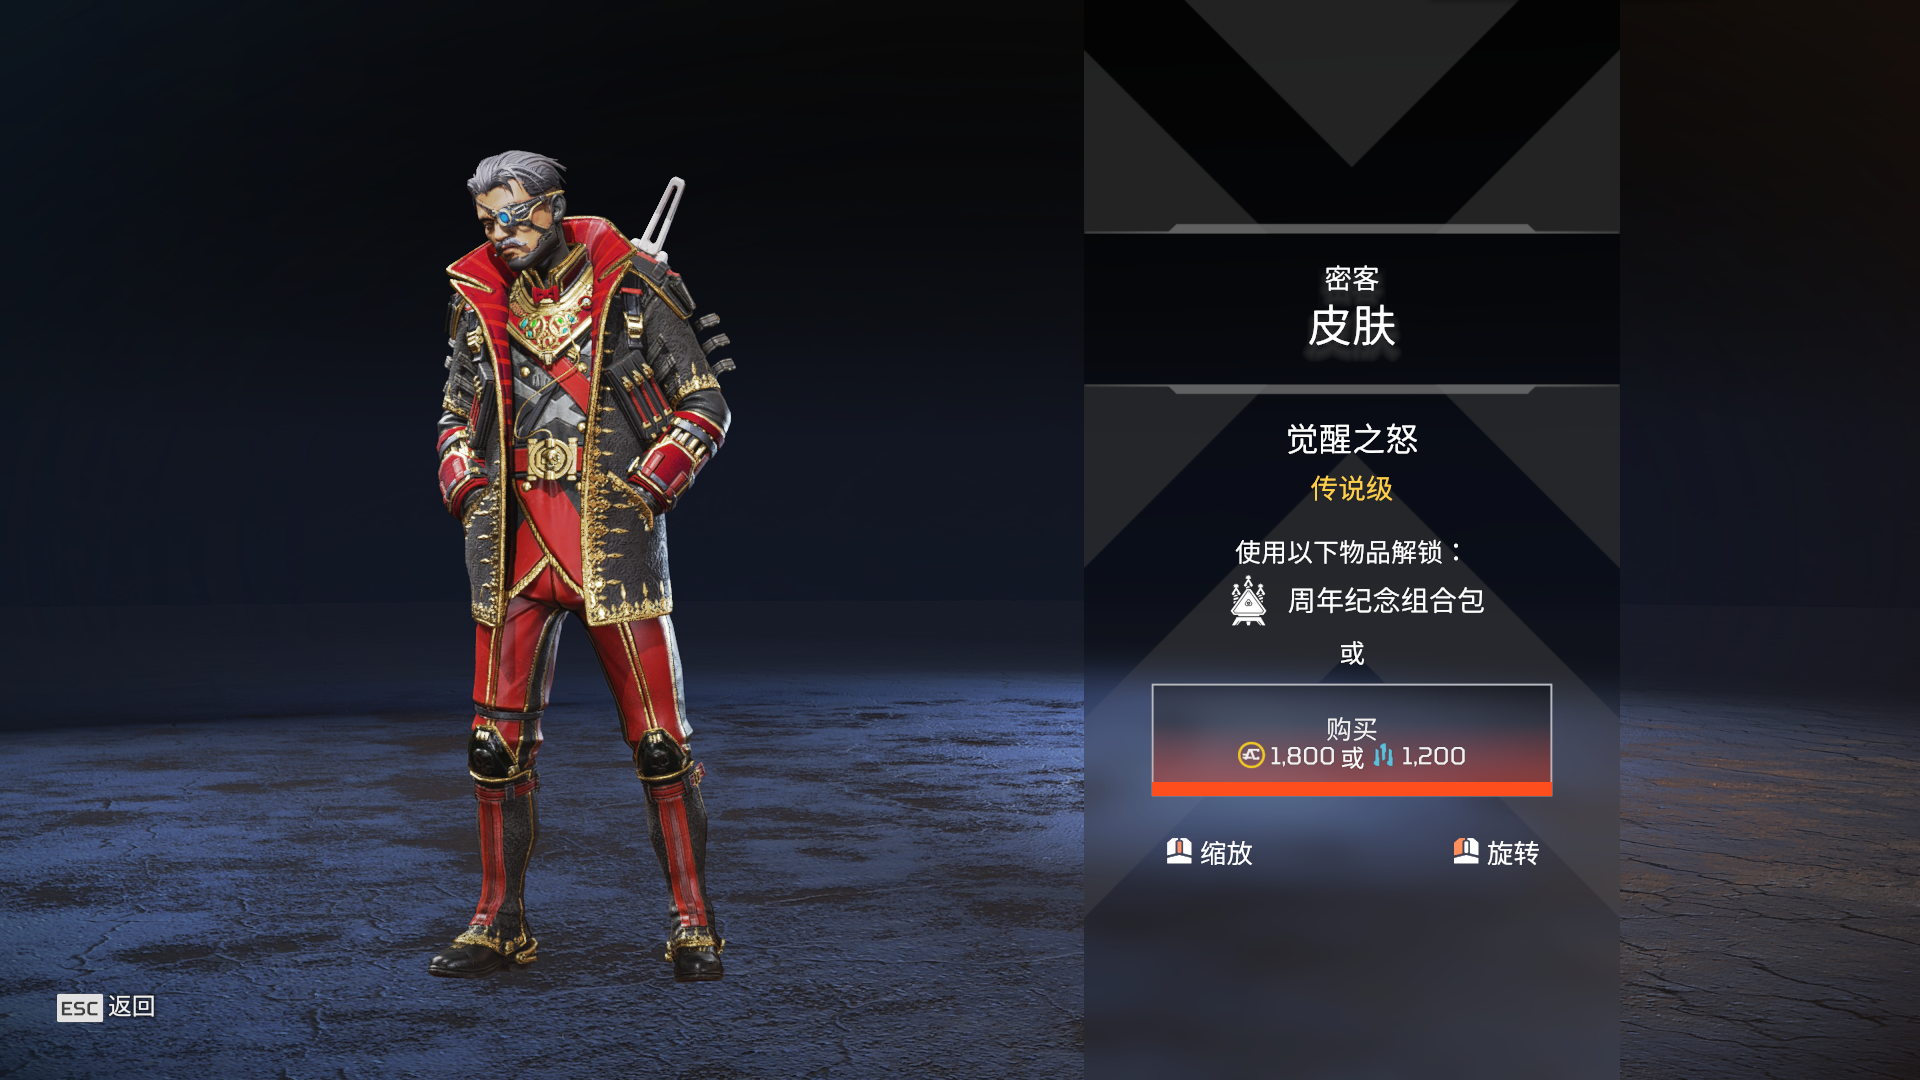 密客
皮肤
觉醒之怒
传说级
使用以下物品解锁：
周年纪念组合包
或
购买
1,800 或 1,200
缩放 旋转
ESC 返回